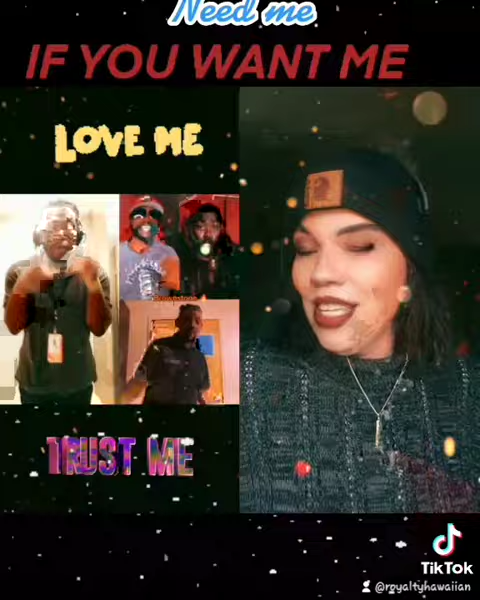 Need me
IF YOU WANT ME
LOVE ME
TRUST ME
TikTok
@royaltyhawaiian